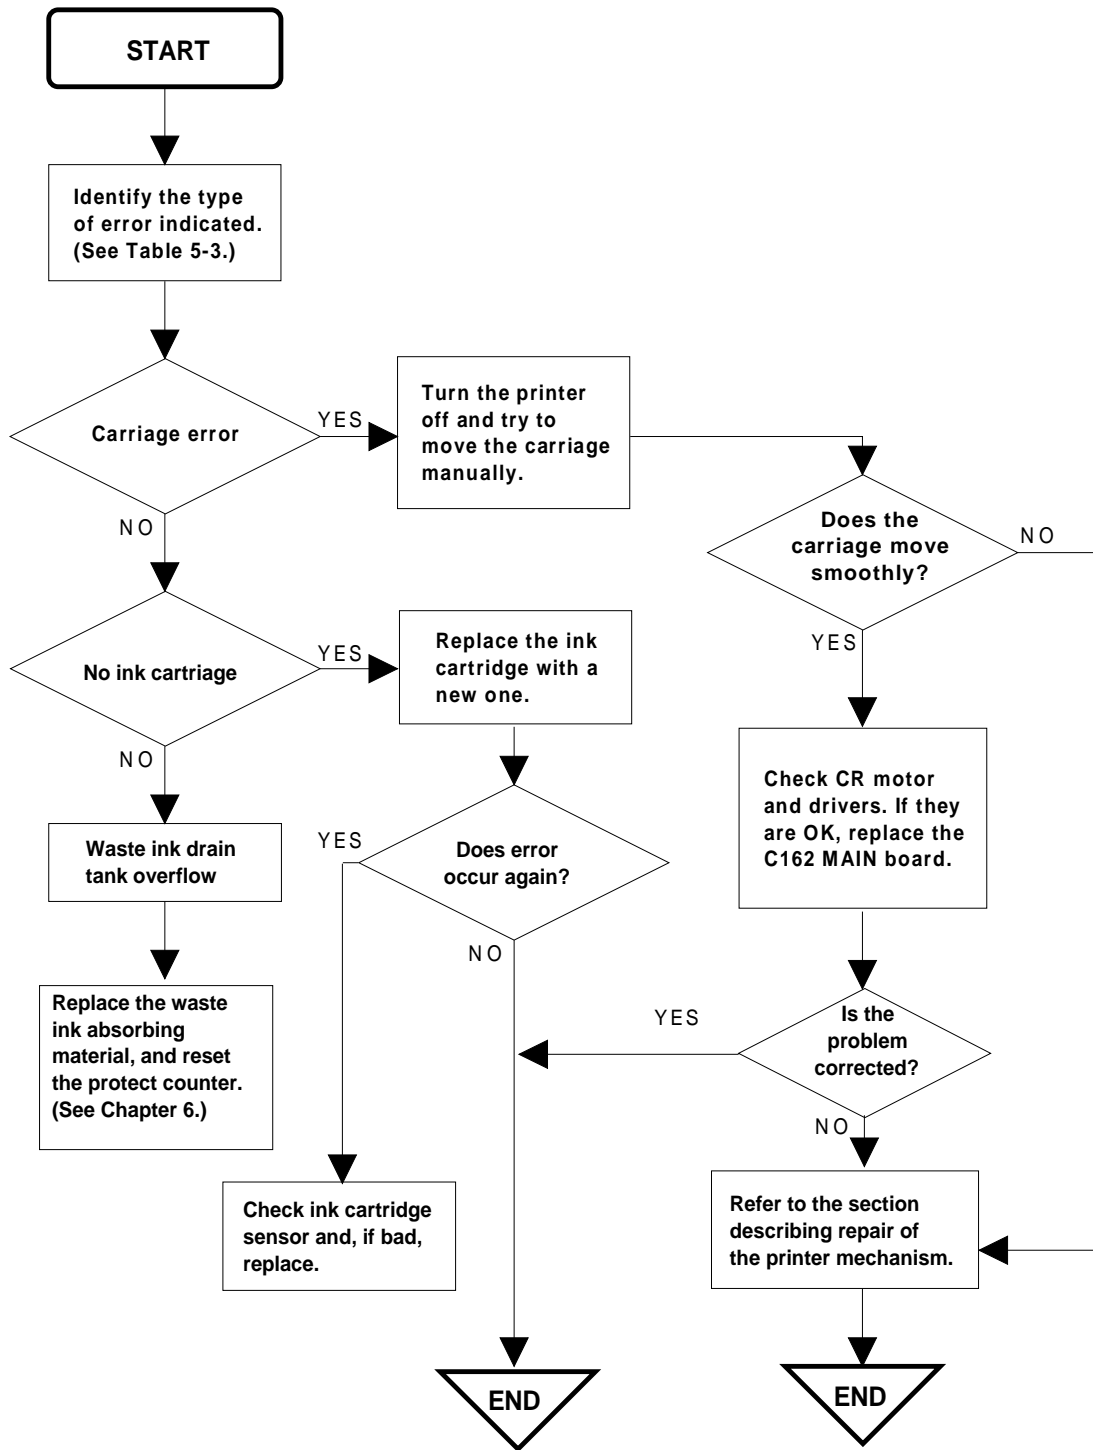 START
Identify the type
of error indicated.
(See Table 5-3.)
Carriage error
YES
NO
Turn the printer
off and try to
move the carriage
manually.
Does the
carriage move
smoothly?
NO
YES
No ink cartriage
YES
NO
Replace the ink
cartridge with a
new one.
Check CR motor
and drivers. If they
are OK, replace the
C162 MAIN board.
Waste ink drain
tank overflow
YES
Does error
occur again?
NO
Replace the waste
ink absorbing
material, and reset
the protect counter.
(See Chapter 6.)
YES
Is the
problem
corrected?
NO
Check ink cartridge
sensor and, if bad,
replace.
Refer to the section
describing repair of
the printer mechanism.
END
END